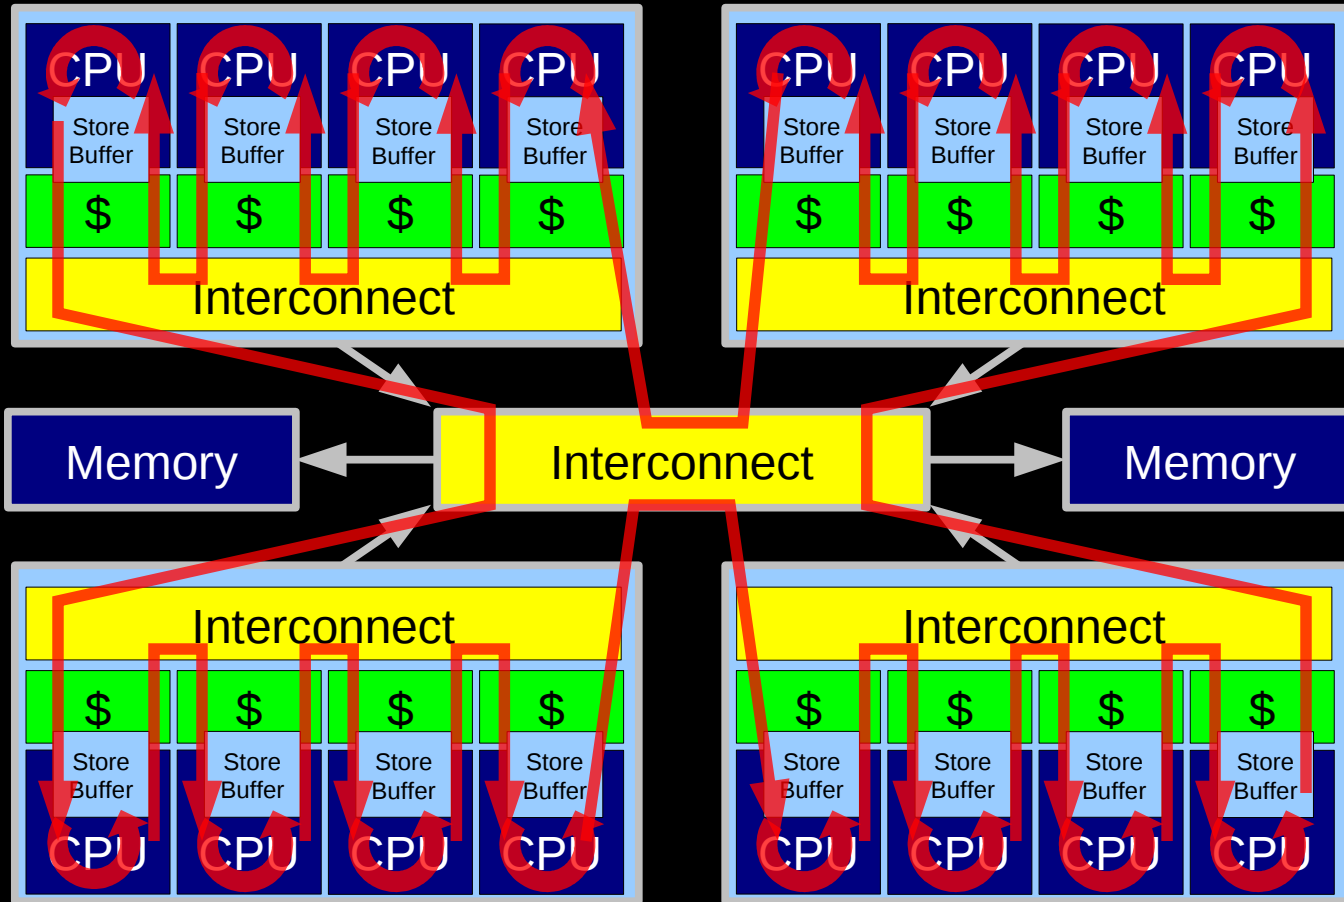 CPU CPU CPU CPU CPU CPU CPU CPU
Store Store Store Store Store Store Store Store
Buffer Buffer Buffer Buffer Buffer Buffer Buffer Buffer
$ $ $ $ $ $ $ $
Interconnect Interconnect
Memory Interconnect Memory
Interconnect Interconnect
$ $ $ $ $ $ $ $
Store Store Store Store Store Store Store Store
Buffer Buffer Buffer Buffer Buffer Buffer Buffer Buffer
CPU CPU CPU CPU CPU CPU CPU CPU